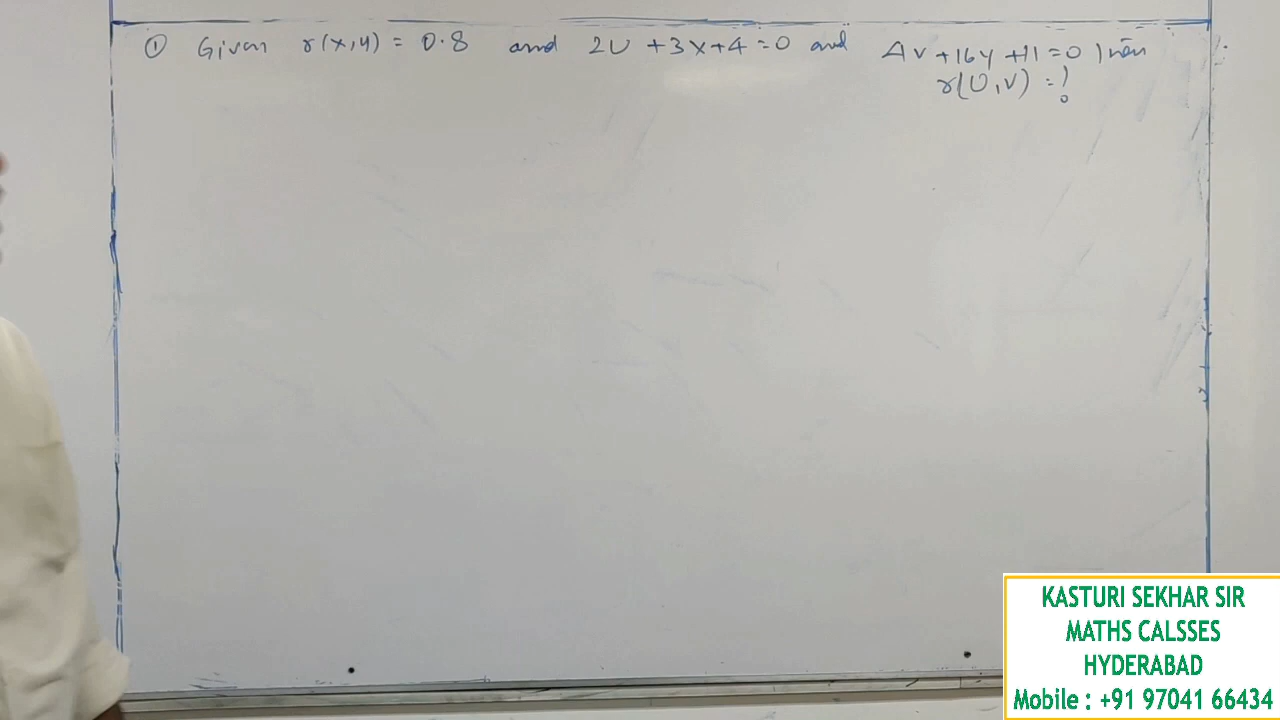 ① Given r(x,y) = 0.8 and 2U + 3x + 4 = 0 and 4v + 16y + 11 = 0 then
r(U,v) = ?
KASTURI SEKHAR SIR
MATHS CALSSES
HYDERABAD
Mobile : +91 97041 66434